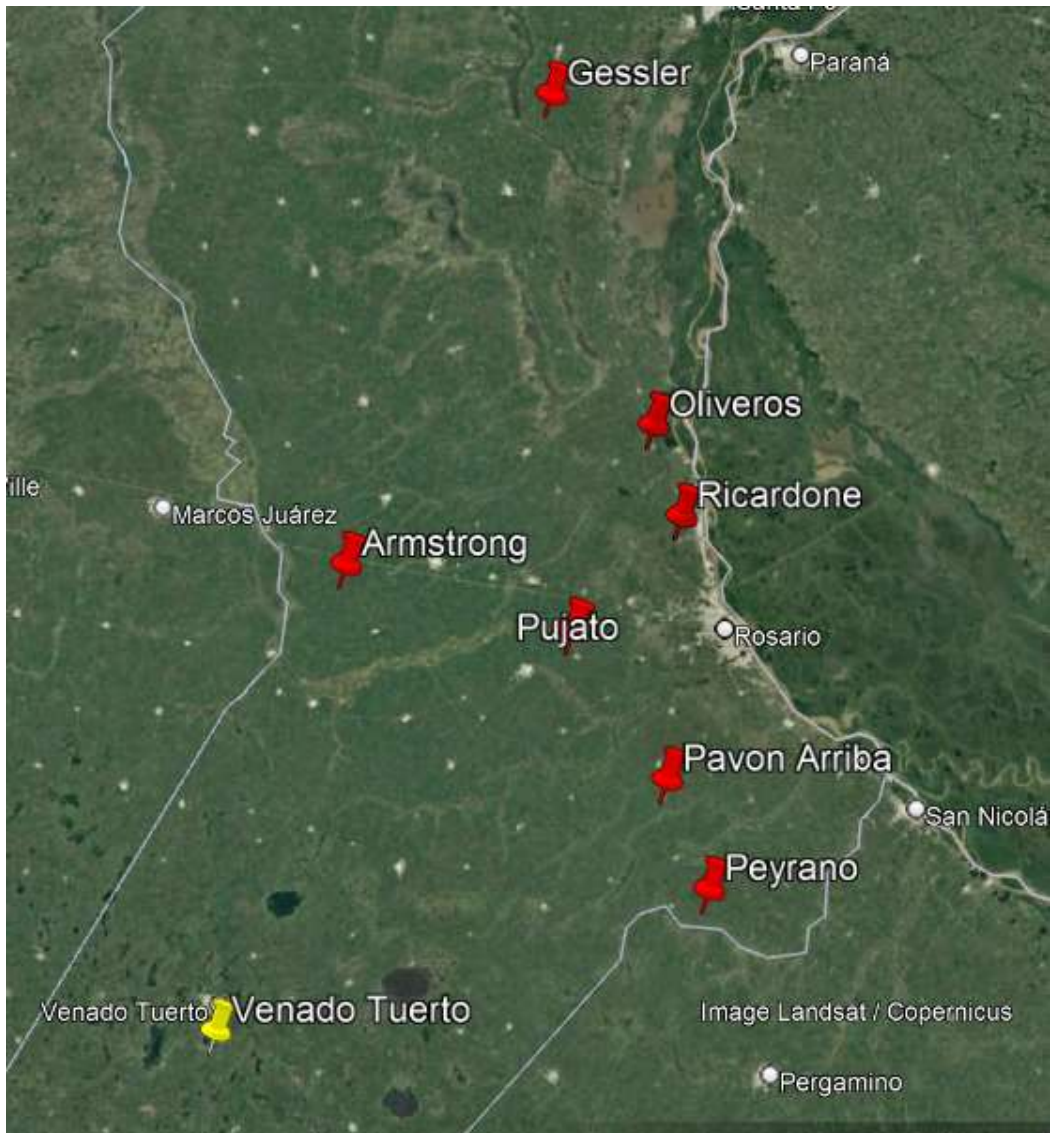 Paraná
Gessler
Oliveros
Ricardone
ille
Marcos Juárez
Armstrong
Pujato
Rosario
Pavon Arriba
San Nicolá
Peyrano
Venado Tuerto
Venado Tuerto
Image Landsat / Copernicus
Pergamino